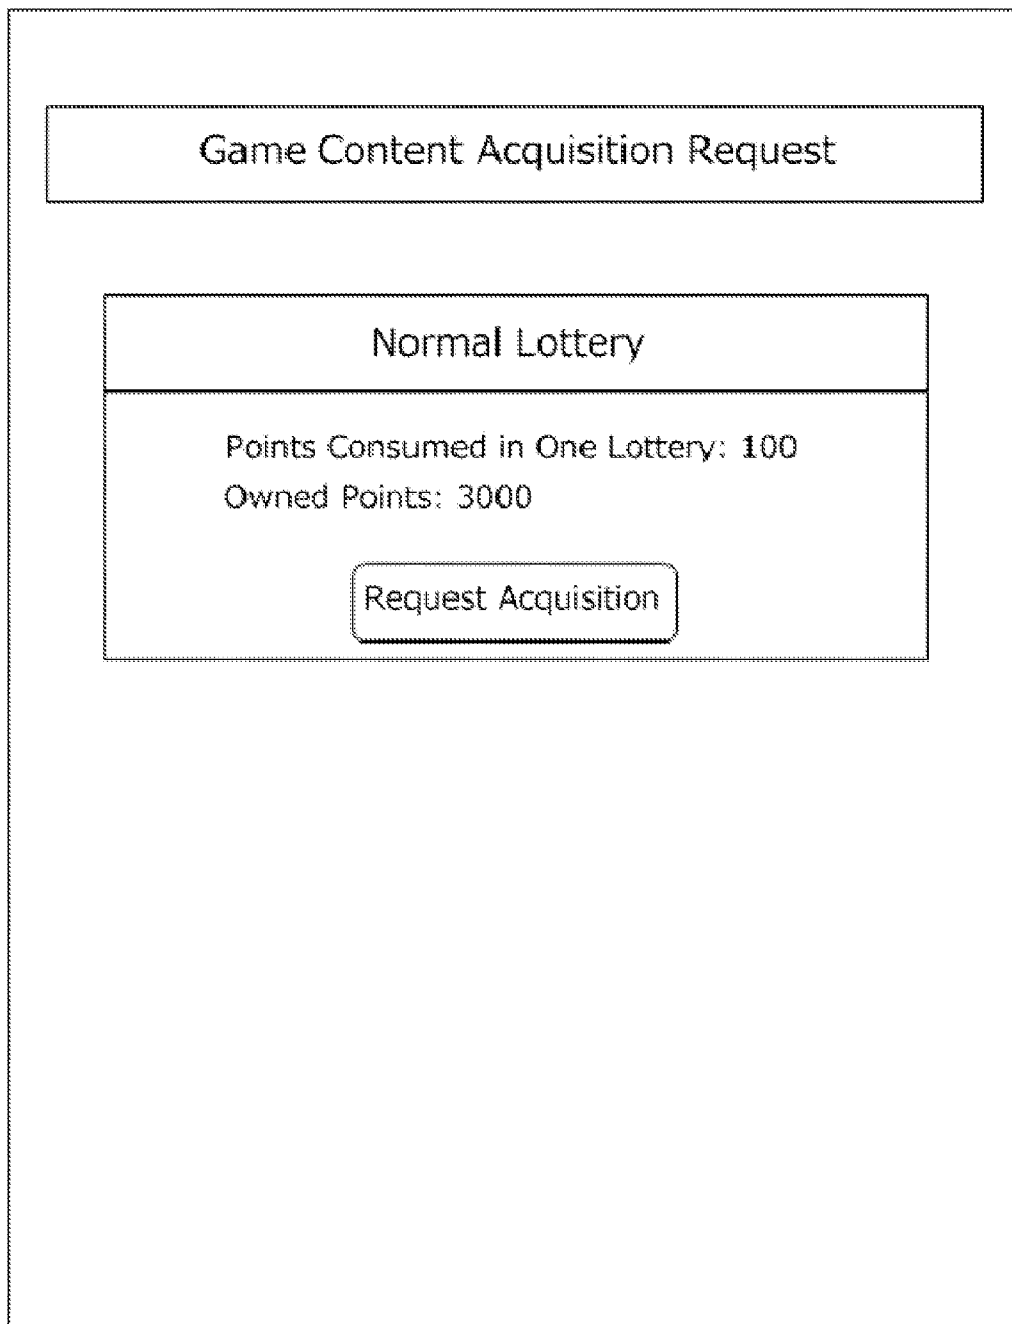 Game Content Acquisition Request
Normal Lottery
Points Consumed in One Lottery: 100
Owned Points: 3000
Request Acquisition